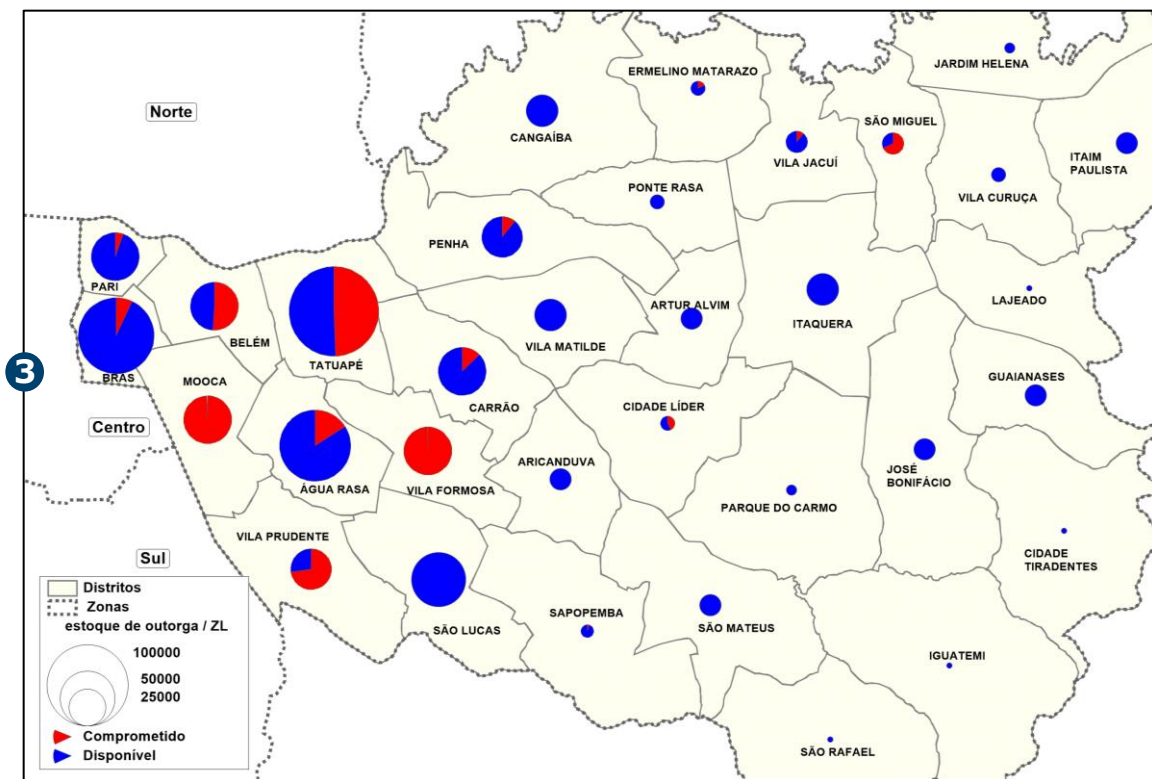 JARDIM HELENA
ERMELINO MATARAZO
Norte
SÃO MIGUEL
CANGAÍBA
VILA JACUÍ
ITAIM
PAULISTA
PONTE RASA
VILA CURUÇA
PENHA
PARI
LAJEADO
ARTUR ALVIM
ITAQUERA
BELÉM
VILA MATILDE
TATUAPÉ
3
BRAS
MOOCA
CARRÃO
GUAIANASES
CIDADE LÍDER
Centro
ARICANDUVA
JOSÉ
BONIFÁCIO
ÁGUA RASA
VILA FORMOSA
PARQUE DO CARMO
VILA PRUDENTE
CIDADE
TIRADENTES
Sul
Distritos
Zonas
estoque de outorga / ZL
100000
50000
25000
Comprometido
Disponível
SÃO LUCAS
SAPOPEMBA
SÃO MATEUS
IGUATEMI
SÃO RAFAEL